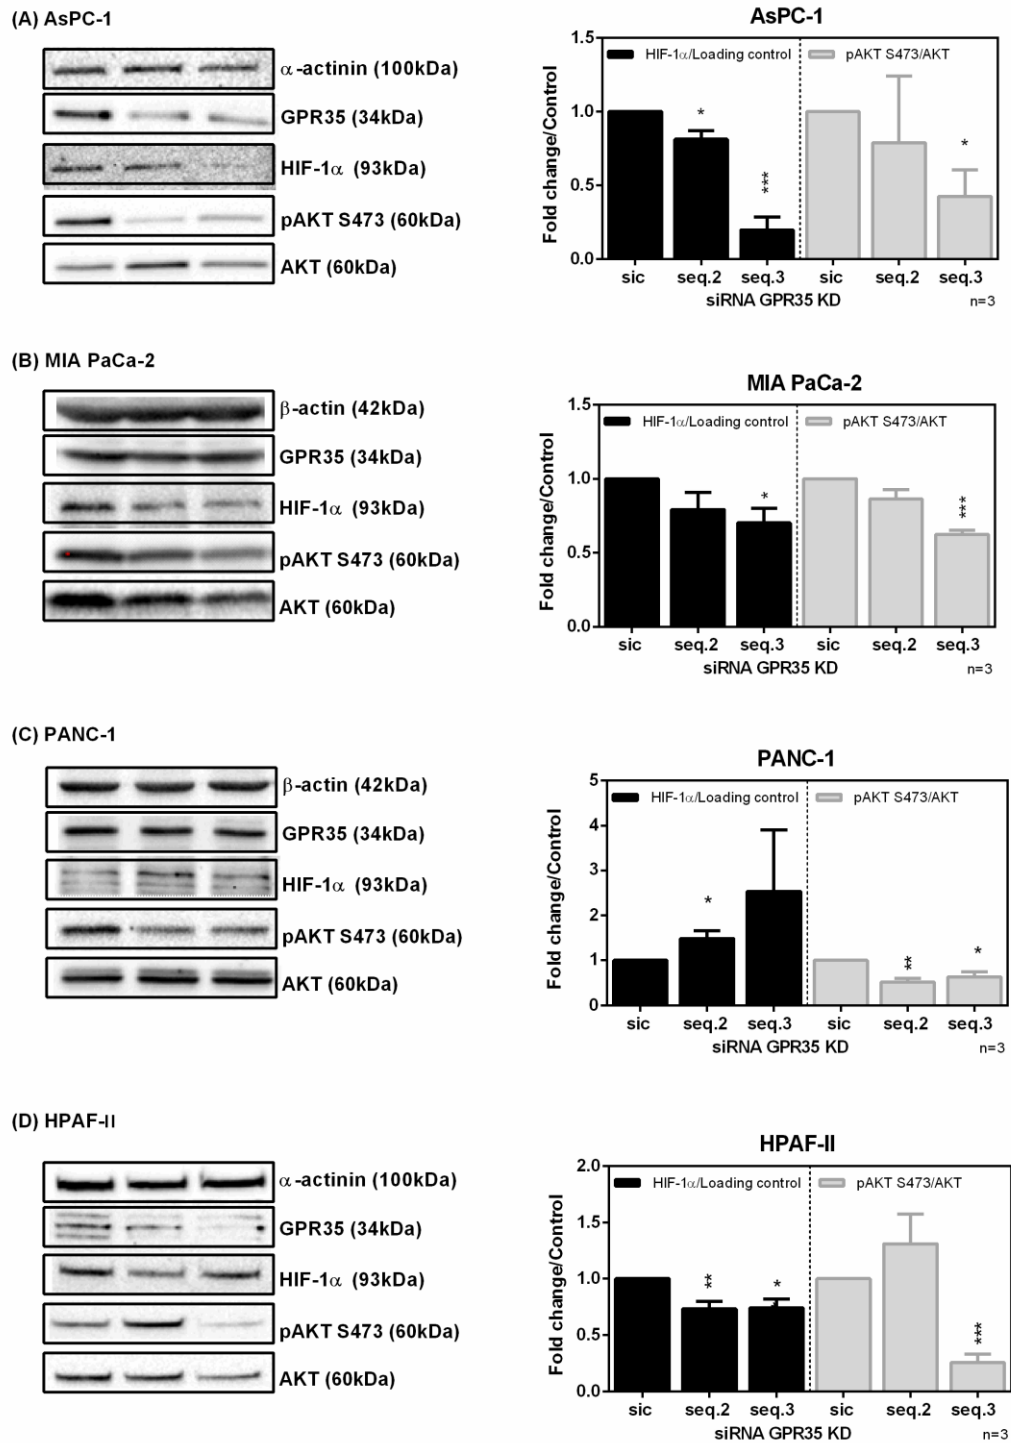 (A) AsPC-1
α-actinin (100kDa)
GPR35 (34kDa)
HIF-1α (93kDa)
pAKT S473 (60kDa)
AKT (60kDa)
AsPC-1
HIF-1α/Loading control pAKT S473/AKT
Fold change/Control
1.5
1.0
0.5
0.0
* *** *
sic seq.2 seq.3 sic seq.2 seq.3
siRNA GPR35 KD
n=3
(B) MIA PaCa-2
β-actin (42kDa)
GPR35 (34kDa)
HIF-1α (93kDa)
pAKT S473 (60kDa)
AKT (60kDa)
MIA PaCa-2
HIF-1α/Loading control pAKT S473/AKT
Fold change/Control
1.5
1.0
0.5
0.0
* ***
sic seq.2 seq.3 sic seq.2 seq.3
siRNA GPR35 KD
n=3
(C) PANC-1
β-actin (42kDa)
GPR35 (34kDa)
HIF-1α (93kDa)
pAKT S473 (60kDa)
AKT (60kDa)
PANC-1
HIF-1α/Loading control pAKT S473/AKT
Fold change/Control
5
4
3
2
1
0
* ** *
sic seq.2 seq.3 sic seq.2 seq.3
siRNA GPR35 KD
n=3
(D) HPAF-II
α-actinin (100kDa)
GPR35 (34kDa)
HIF-1α (93kDa)
pAKT S473 (60kDa)
AKT (60kDa)
HPAF-II
HIF-1α/Loading control pAKT S473/AKT
Fold change/Control
2.0
1.5
1.0
0.5
0.0
** * ***
sic seq.2 seq.3 sic seq.2 seq.3
siRNA GPR35 KD
n=3